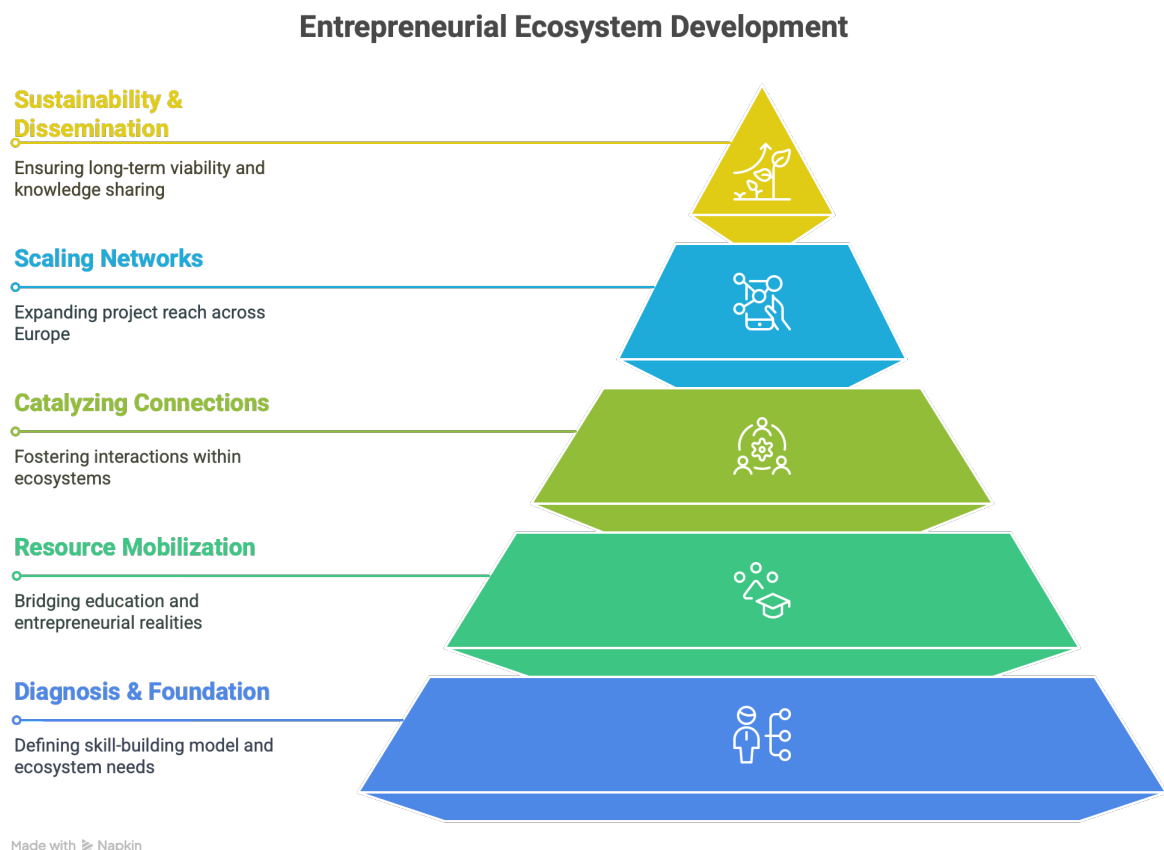 Entrepreneurial Ecosystem Development
Sustainability &
Dissemination
Ensuring long-term viability and
knowledge sharing
Scaling Networks
Expanding project reach across
Europe
Catalyzing Connections
Fostering interactions within
ecosystems
Resource Mobilization
Bridging education and
entrepreneurial realities
Diagnosis & Foundation
Defining skill-building model and
ecosystem needs
Made with Napkin